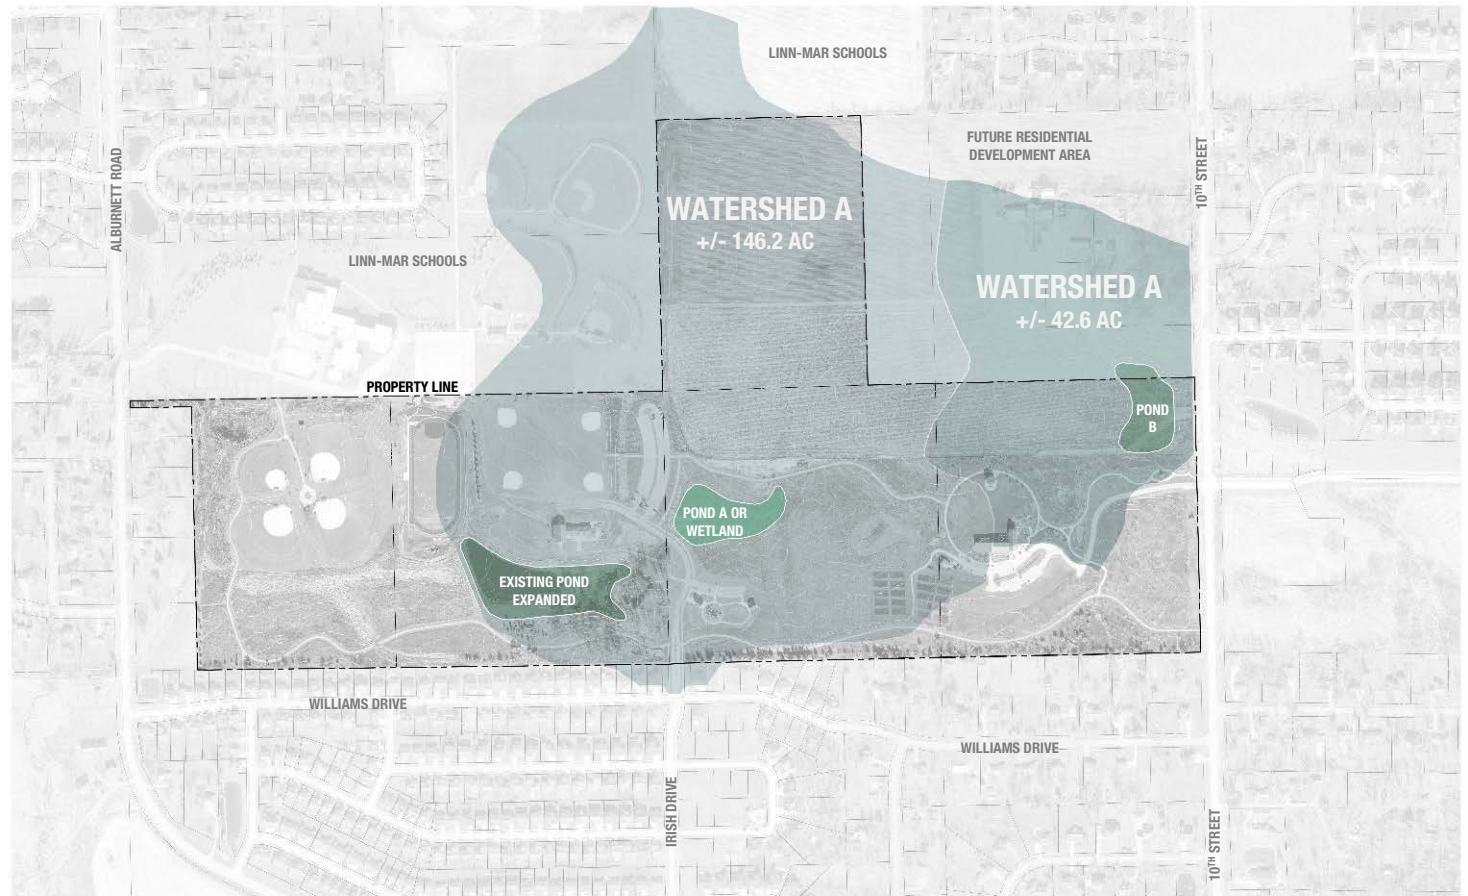 LINN-MAR SCHOOLS
FUTURE RESIDENTIAL
DEVELOPMENT AREA
10TH STREET
ALBURNETT ROAD
WATERSHED A
+/- 146.2 AC
LINN-MAR SCHOOLS
WATERSHED A
+/- 42.6 AC
PROPERTY LINE
POND
B
POND A OR
WETLAND
EXISTING POND
EXPANDED
WILLIAMS DRIVE
WILLIAMS DRIVE
IRISH DRIVE
10TH STREET